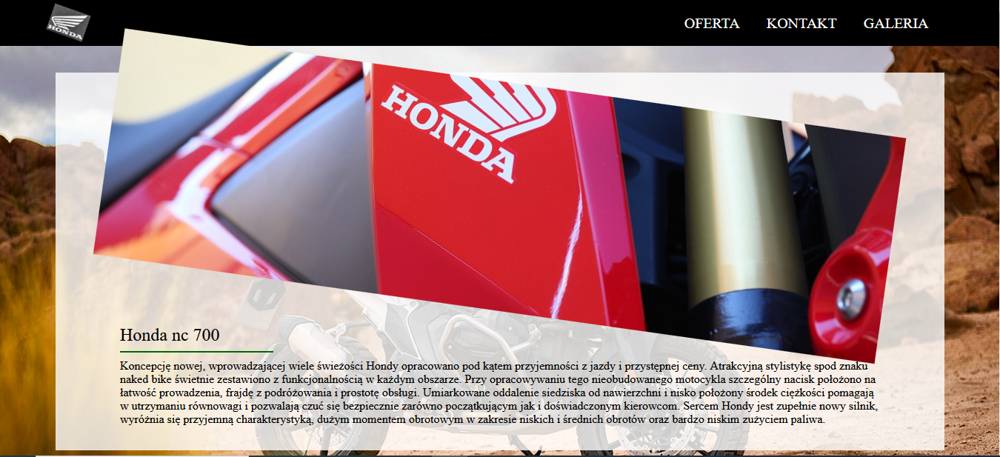 HONDA
OFERTA KONTAKT GALERIA
HONDA
Honda nc 700
Koncepcję nowej, wprowadzającej wiele świeżości Hondy opracowano pod kątem przyjemności z jazdy i przystępnej ceny. Atrakcyjną stylistykę spod znaku
naked bike świetnie zestawiono z funkcjonalnością w każdym obszarze. Przy opracowywaniu tego nieobudowanego motocykla szczególny nacisk położono na
łatwość prowadzenia, frajdę z podróżowania i prostotę obsługi. Umiarkowane oddalenie siedziska od nawierzchni i nisko położony środek ciężkości pomagają
w utrzymaniu równowagi i pozwalają czuć się bezpiecznie zarówno początkującym jak i doświadczonym kierowcom. Sercem Hondy jest zupełnie nowy silnik,
wyróżnia się przyjemną charakterystyką, dużym momentem obrotowym w zakresie niskich i średnich obrotów oraz bardzo niskim zużyciem paliwa.